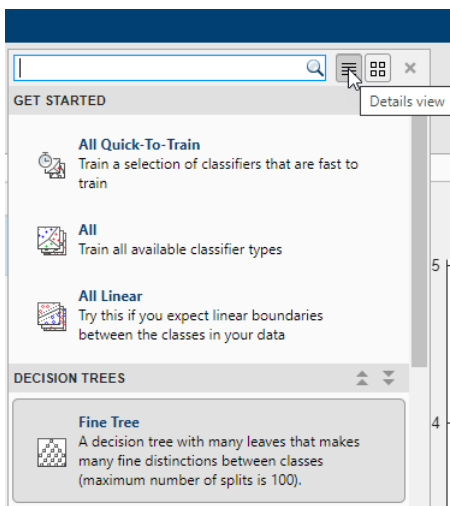 Details view
GET STARTED
All Quick-To-Train
Train a selection of classifiers that are fast to
train
All
Train all available classifier types
All Linear
Try this if you expect linear boundaries
between the classes in your data
5
DECISION TREES
Fine Tree
A decision tree with many leaves that makes
many fine distinctions between classes
(maximum number of splits is 100).
4